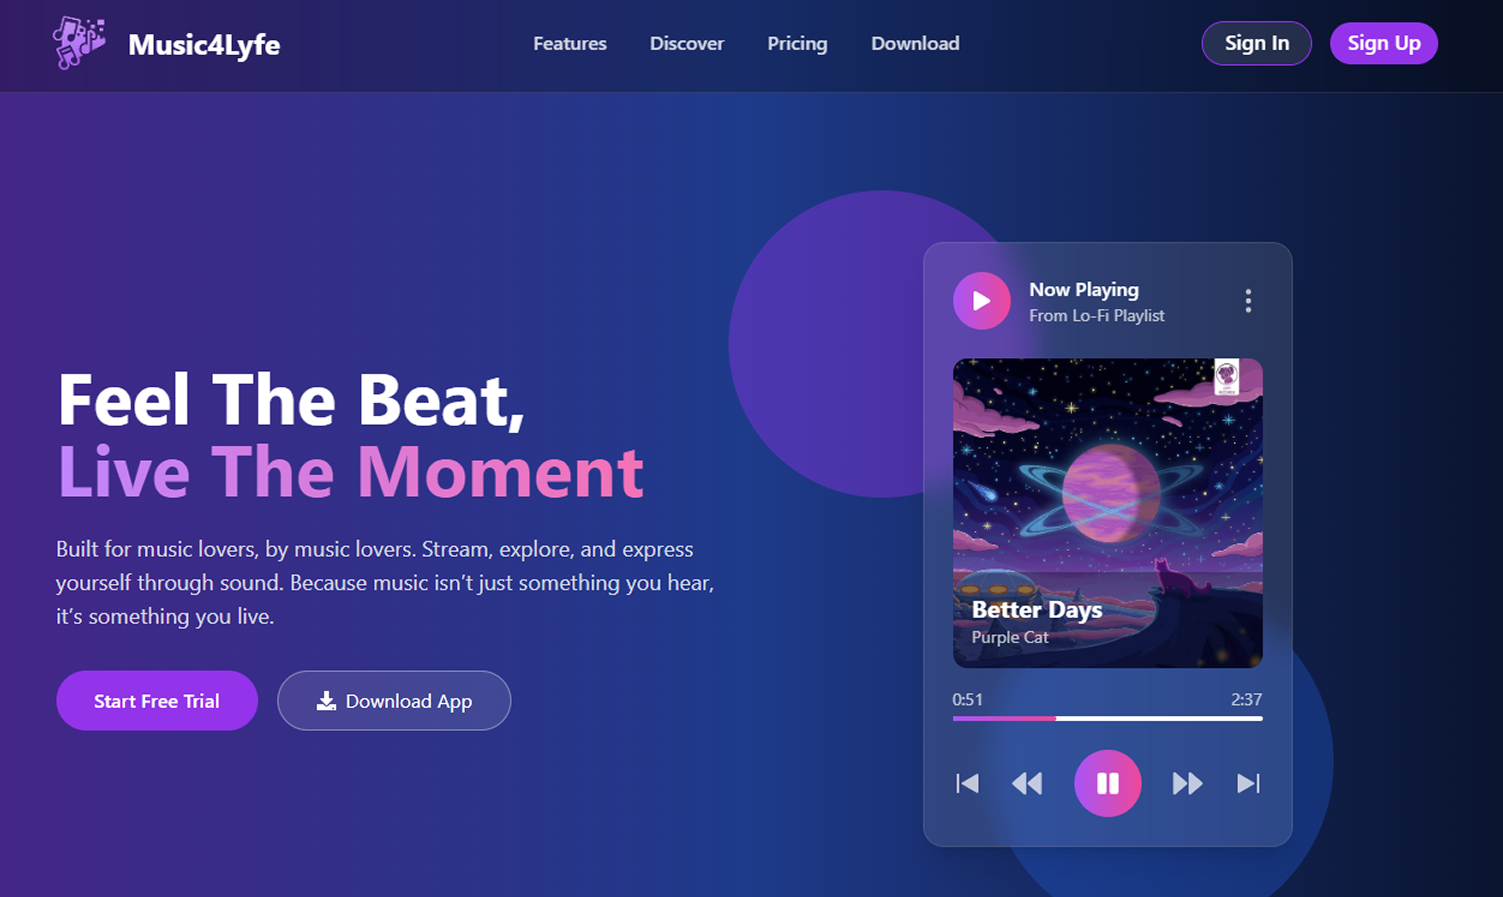 Music4Lyfe
Features
Discover
Pricing
Download
Sign In
Sign Up
Feel The Beat,
Live The Moment
Built for music lovers, by music lovers. Stream, explore, and express
yourself through sound. Because music isn’t just something you hear,
it’s something you live.
Start Free Trial
Download App
Now Playing
From Lo-Fi Playlist
Better Days
Purple Cat
0:51
2:37